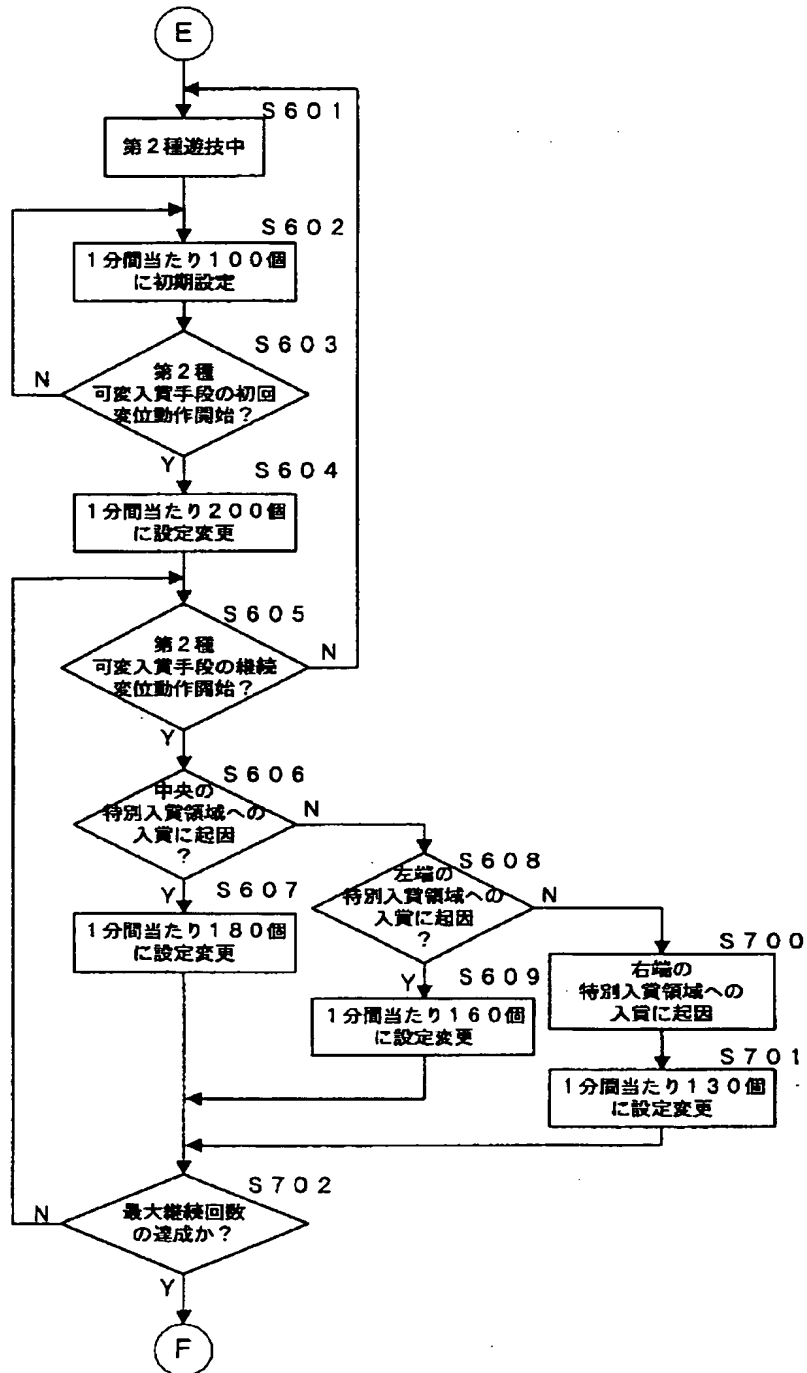 E
S601
第2種遊技中
S602
1分間当たり100個
に初期設定
S603
N
第2種
可変入賞手段の初回
変位動作開始?
Y
S604
1分間当たり200個
に設定変更
S605
第2種
可変入賞手段の継続
変位動作開始?
N
Y
S606
中央の
特別入賞領域への
入賞に起因
?
N
Y
S607
1分間当たり180個
に設定変更
S608
左端の
特別入賞領域への
入賞に起因
?
N
Y
S609
1分間当たり160個
に設定変更
S700
右端の
特別入賞領域への
入賞に起因
S701
1分間当たり130個
に設定変更
S702
N
最大継続回数
の達成か?
Y
F